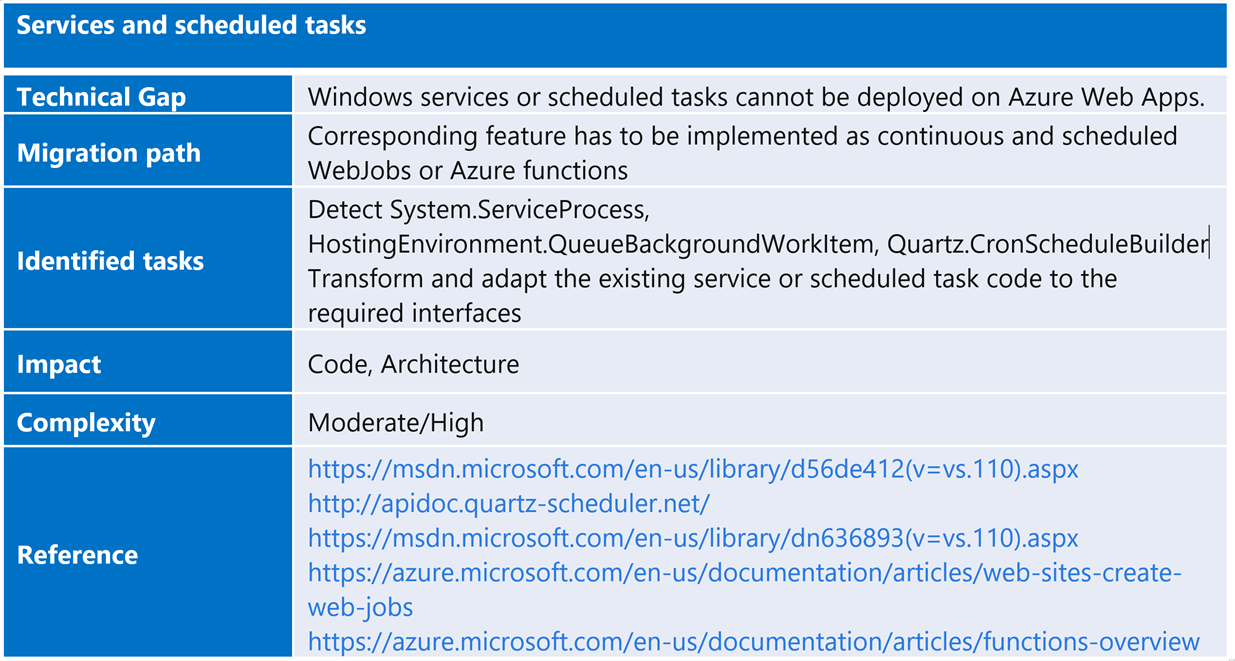 Services and scheduled tasks
Technical Gap
Windows services or scheduled tasks cannot be deployed on Azure Web Apps.
Migration path
Corresponding feature has to be implemented as continuous and scheduled
WebJobs or Azure functions
Identified tasks
Detect System.ServiceProcess,
HostingEnvironment.QueueBackgroundWorkItem, Quartz.CronScheduleBuilder
Transform and adapt the existing service or scheduled task code to the
required interfaces
Impact
Code, Architecture
Complexity
Moderate/High
Reference
https://msdn.microsoft.com/en-us/library/d56de412(v=vs.110).aspx
http://apidoc.quartz-scheduler.net/
https://msdn.microsoft.com/en-us/library/dn636893(v=vs.110).aspx
https://azure.microsoft.com/en-us/documentation/articles/web-sites-create-
web-jobs
https://azure.microsoft.com/en-us/documentation/articles/functions-overview